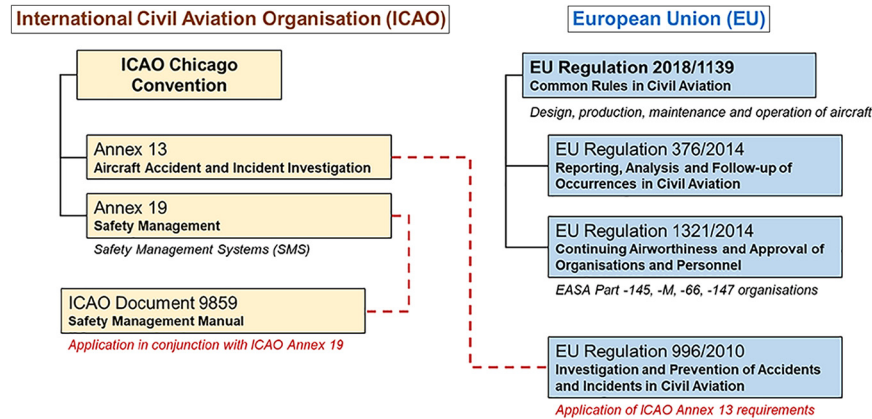 International Civil Aviation Organisation (ICAO)
ICAO Chicago
Convention
Annex 13
Aircraft Accident and Incident Investigation
Annex 19
Safety Management
Safety Management Systems (SMS)
ICAO Document 9859
Safety Management Manual
Application in conjunction with ICAO Annex 19
European Union (EU)
EU Regulation 2018/1139
Common Rules in Civil Aviation
Design, production, maintenance and operation of aircraft
EU Regulation 376/2014
Reporting, Analysis and Follow-up of
Occurrences in Civil Aviation
EU Regulation 1321/2014
Continuing Airworthiness and Approval of
Organisations and Personnel
EASA Part -145, -M, -66, -147 organisations
EU Regulation 996/2010
Investigation and Prevention of Accidents
and Incidents in Civil Aviation
Application of ICAO Annex 13 requirements